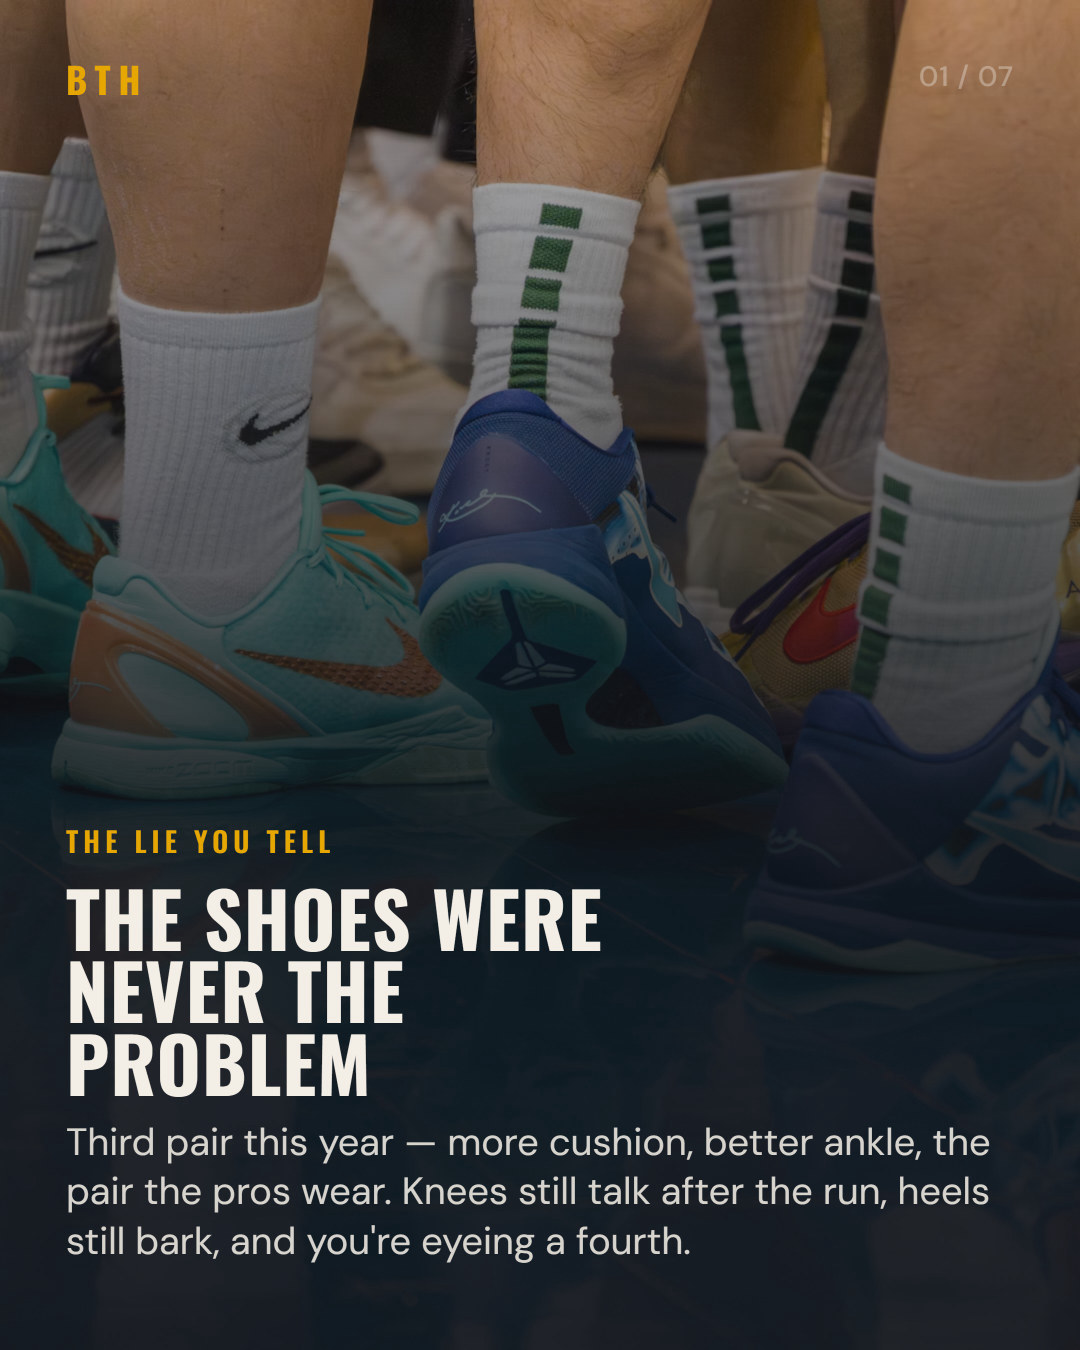 BTH
01 / 07
THE LIE YOU TELL
THE SHOES WERE
NEVER THE
PROBLEM
Third pair this year — more cushion, better ankle, the
pair the pros wear. Knees still talk after the run, heels
still bark, and you're eyeing a fourth.